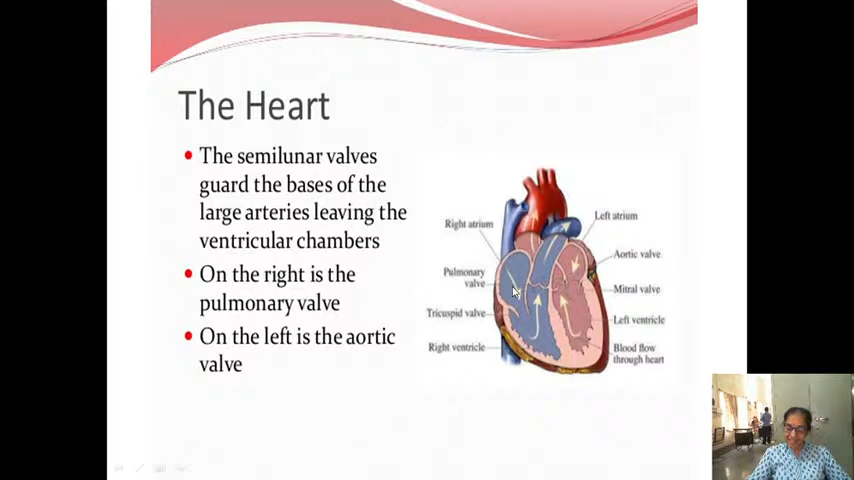 The Heart
The semilunar valves
guard the bases of the
large arteries leaving the
ventricular chambers
On the right is the
pulmonary valve
On the left is the aortic
valve
Right atrium
Left atrium
Aortic valve
Pulmonary
valve
Mitral valve
Tricuspid valve
Left ventricle
Right ventricle
Blood flow
through heart